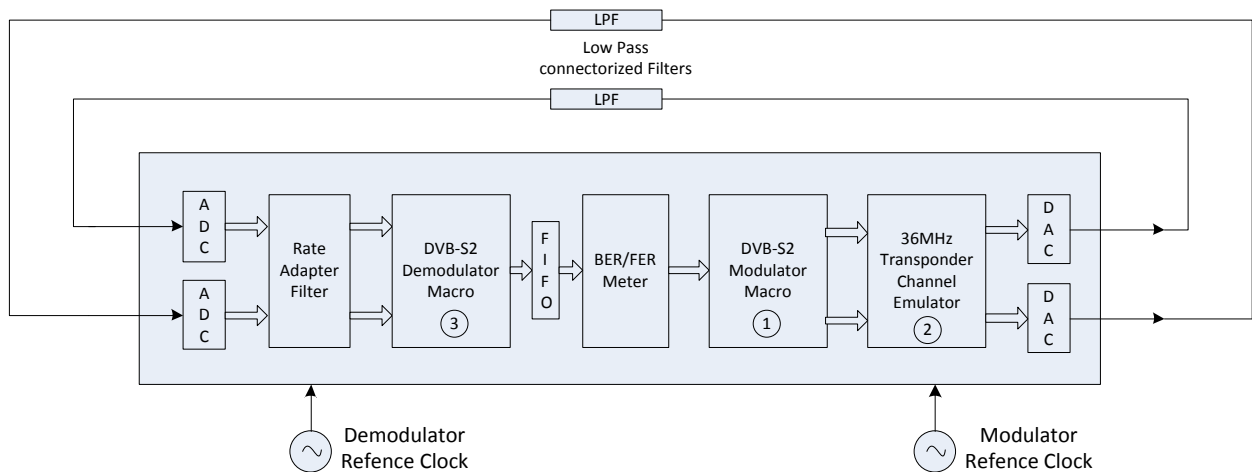 LPF
Low Pass
connectorized Filters
LPF
A
D
C
A
D
C
Rate
Adapter
Filter
DVB-S2
Demodulator
Macro
3
F
I
F
O
BER/FER
Meter
DVB-S2
Modulator
Macro
1
36MHz
Transponder
Channel
Emulator
2
D
A
C
D
A
C
Demodulator
Refence Clock
Modulator
Refence Clock